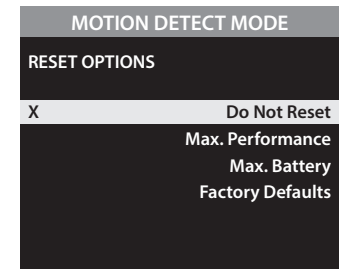 MOTION DETECT MODE
RESET OPTIONS
X Do Not Reset
Max. Performance
Max. Battery
Factory Defaults